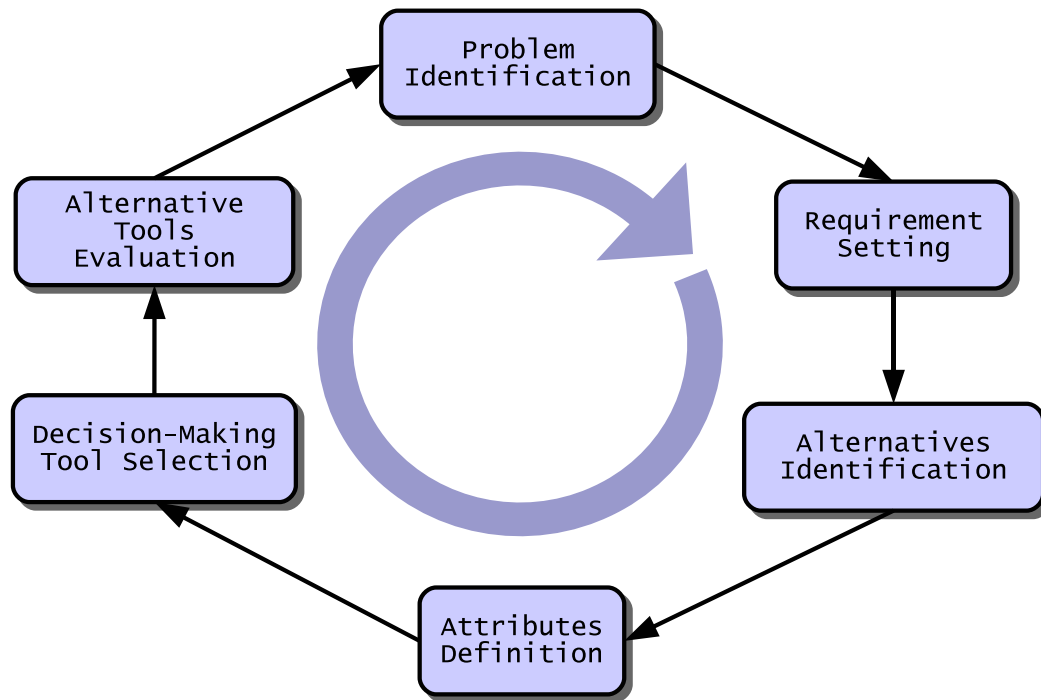 Problem
Identification
Requirement
Setting
Alternatives
Identification
Attributes
Definition
Decision-Making
Tool Selection
Alternative
Tools
Evaluation